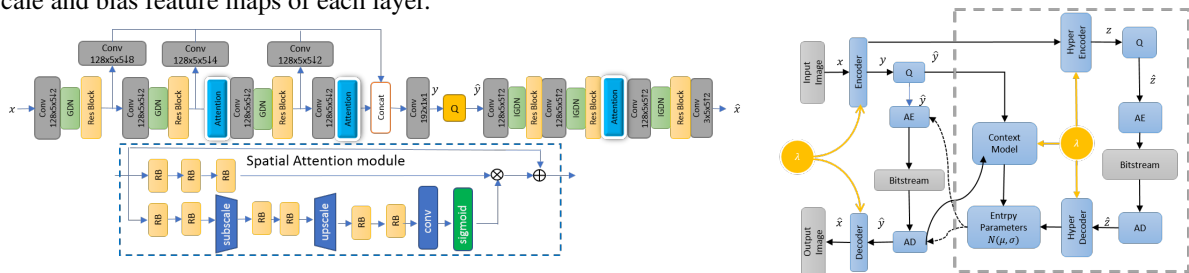 scale and bias feature maps of each layer.
Conv
128x5x5↓8
Conv
128x5x5↓4
Conv
128x5x5↓2
x
Conv
128x5x5↓2
GDN
Res Block
Conv
128x5x5↓2
GDN
Res Block
Attention
Conv
128x5x5↓2
GDN
Res Block
Conv
128x5x5↓2
Attention
Concat
Conv
192x1x1
y
Q
ŷ
Conv
128x5x5↑2
IGDN
Res Block
Conv
128x5x5↑2
IGDN
Conv
128x5x5↑2
IGDN
Res Block
Attention
Conv
128x5x5↑2
Res Block
Conv
3x5x5↑2
x̂
Spatial Attention module
RB
RB
RB
RB
RB
subscale
RB
RB
upscale
RB
RB
conv
sigmoid
Input
Image
x
Encoder
y
Q
ŷ
ŷ
AE
Bitstream
AD
ŷ
Decoder
x̂
Output
Image
λ
Hyper
Encoder
z
Q
ẑ
AE
Bitstream
AD
ẑ
Hyper
Decoder
λ
Context
Model
Entrpy
Parameters
N(μ, σ)